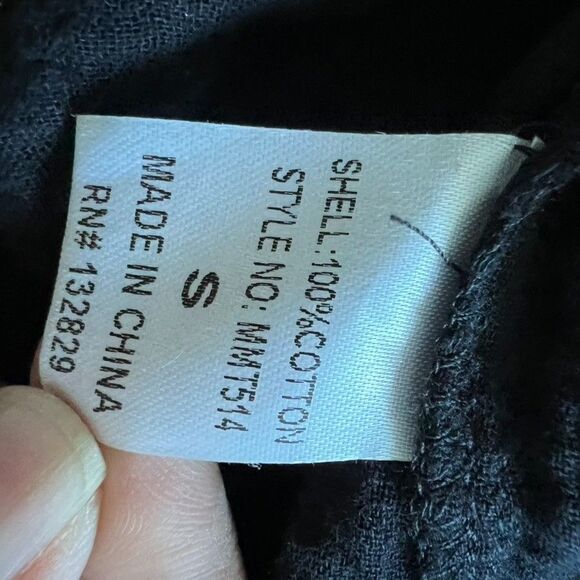 SHELL:100%COTTON
STYLE NO: MMT514
S
MADE IN CHINA
RN# 132829